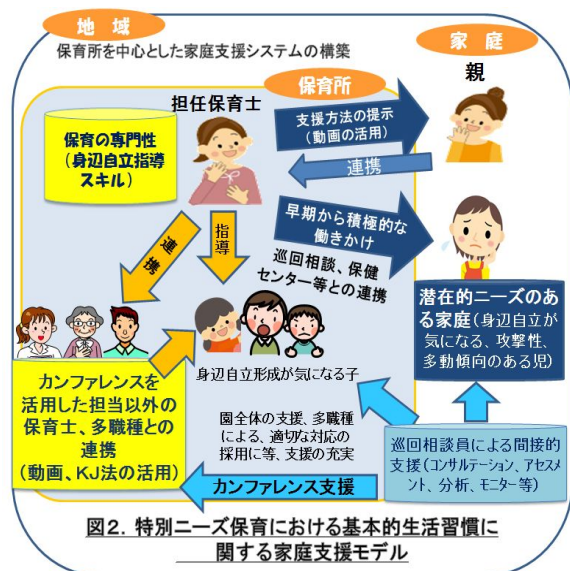 地　域
保育所を中心とした家庭支援システムの構築
家　庭
親
保育所
担任保育士
保育の専門性
（身辺自立指導
スキル）
支援方法の提示
（動画の活用）
連携
早期から積極的な
働きかけ
巡回相談、保健
センター等との連携
連携
指導
潜在的ニーズのあ
る家庭（身辺自立が
気になる、攻撃性、
多動傾向のある児）
身辺自立形成が気になる子
カンファレンスを
活用した担当以外の
保育士、多職種との
連携
（動画、KJ法の活用）
園全体の支援、多職種
による、適切な対応の
採用に等、支援の充実
巡回相談員による間接的
支援（コンサルテーション、アセスメ
ント、分析、モニター等）
カンファレンス支援
図２．特別ニーズ保育における基本的生活習慣に
関する家庭支援モデル